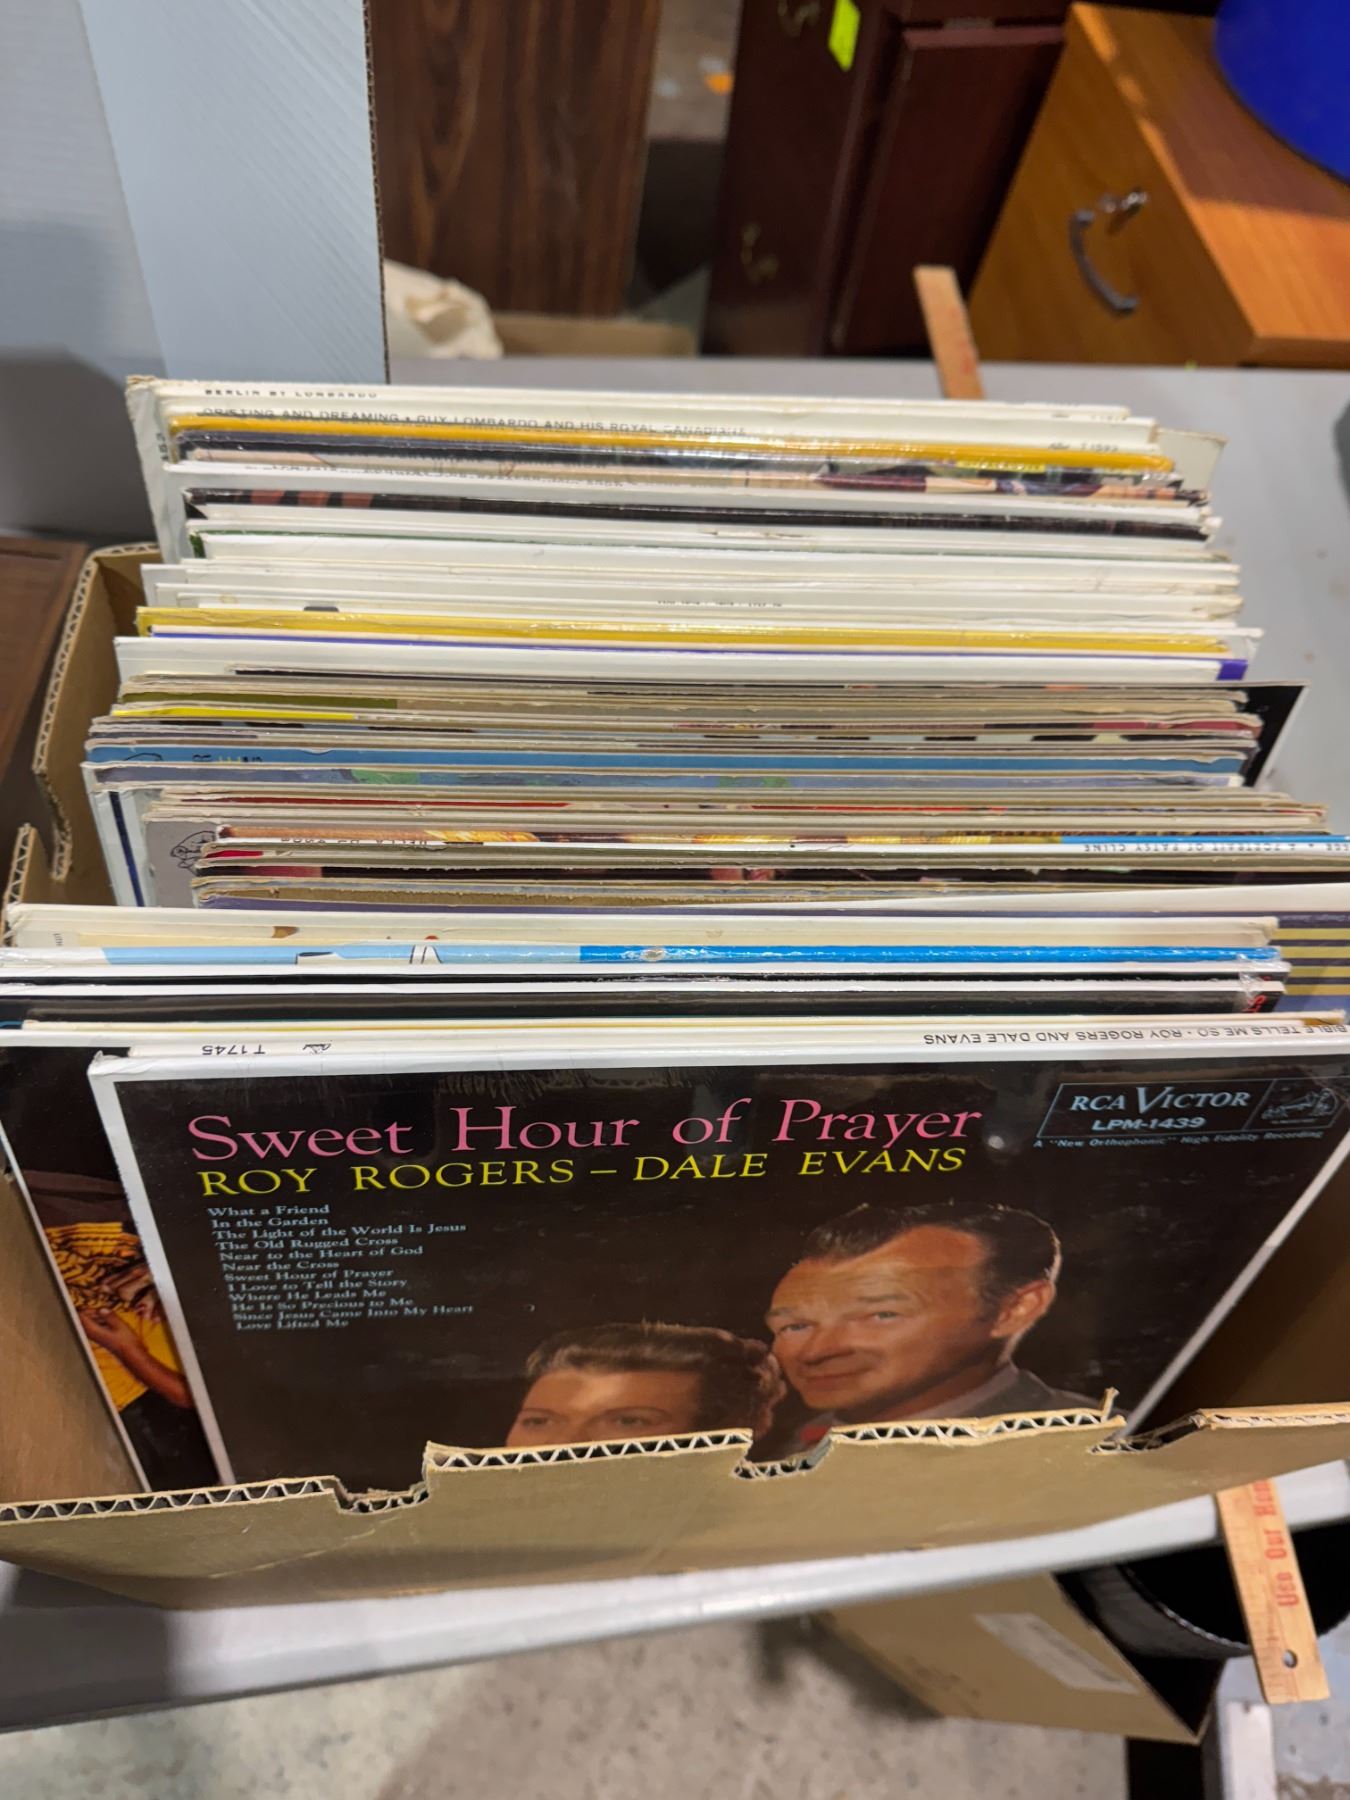 BERLIN BY LOMBARDO
DRIFTING AND DREAMING • GUY LOMBARDO AND HIS ROYAL CANADIANS
T1593
A PORTRAIT OF PATSY CLINE
BIBLE TELLS ME SO • ROY ROGERS AND DALE EVANS
T1745
Sweet Hour of Prayer
ROY ROGERS – DALE EVANS
RCA VICTOR
LPM-1439
A "New Orthophonic" High Fidelity Recording
What a Friend
In the Garden
The Light of the World Is Jesus
The Old Rugged Cross
Near to the Heart of God
Near the Cross
Sweet Hour of Prayer
I Love to Tell the Story
Where He Leads Me
He Is So Precious to Me
Since Jesus Came Into My Heart
Love Lifted Me
Use Our